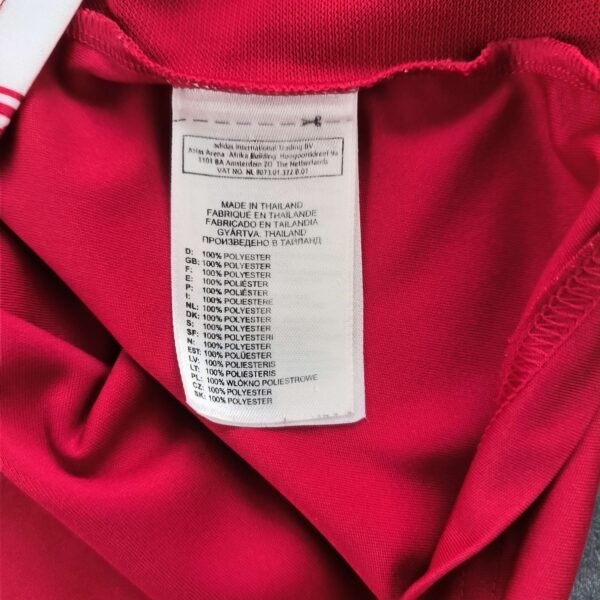 adidas International Trading BV
Atlas Arena Afrika Building Hoogoorddreef 9a
1101 BA Amsterdam ZO The Netherlands
VAT NO. NL 8073.01.372.B.01
MADE IN THAILAND
FABRIQUE EN THAILANDE
FABRICADO EN TAILANDIA
GYÁRTVA. THAILAND
ПРОИЗВЕДЕНО В ТАИЛАНД
D: 100% POLYESTER
GB: 100% POLYESTER
F: 100% POLYESTER
E: 100% POLIÉSTER
P: 100% POLIÉSTER
I: 100% POLIESTERE
NL: 100% POLYESTER
DK: 100% POLYESTER
S: 100% POLYESTER
SF: 100% POLYESTERI
N: 100% POLYESTER
EST: 100% POLÜESTER
LV: 100% POLIESTERIS
LT: 100% POLIESTERIS
PL: 100% WŁÓKNO POLIESTROWE
CZ: 100% POLYESTER
SK: 100% POLYESTER